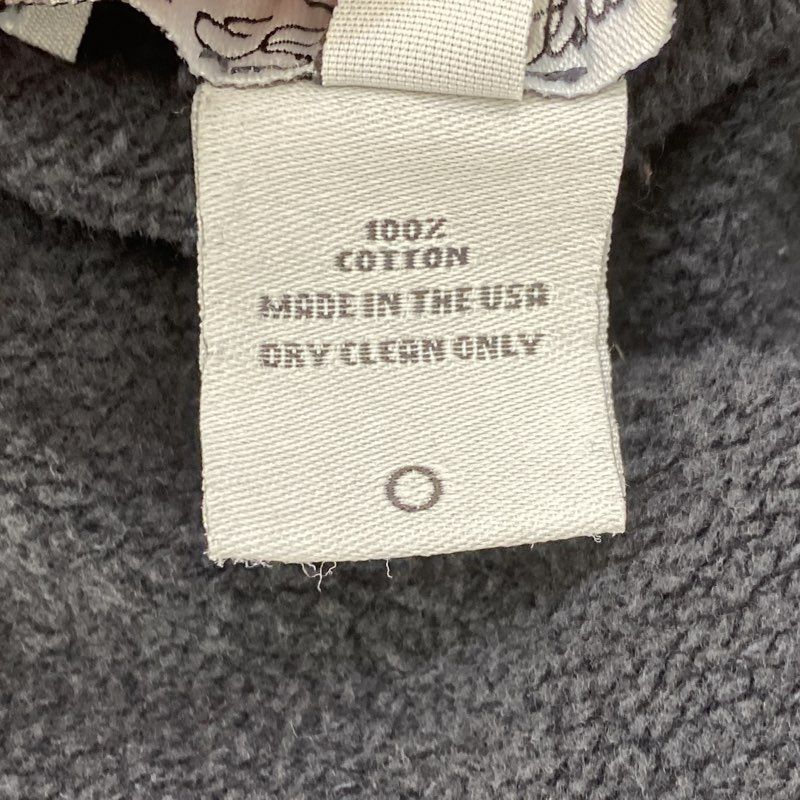 100%
COTTON
MADE IN THE USA
DRY CLEAN ONLY